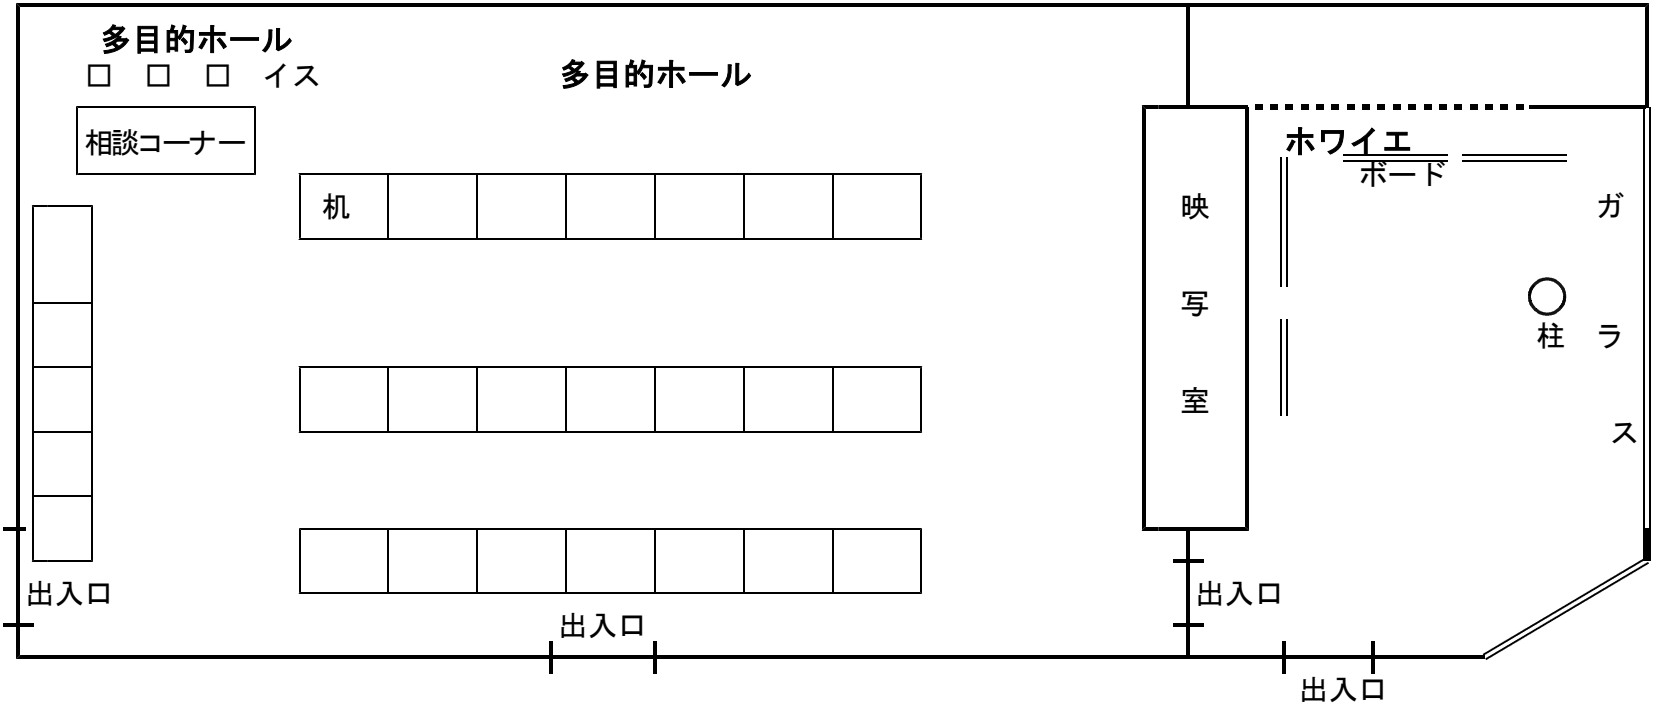 多目的ホール
□ □ □ イス
多目的ホール
相談コーナー
机
映
写
室
ホワイエ
ボード
ガ
ラ
ス
柱
出入口
出入口
出入口
出入口